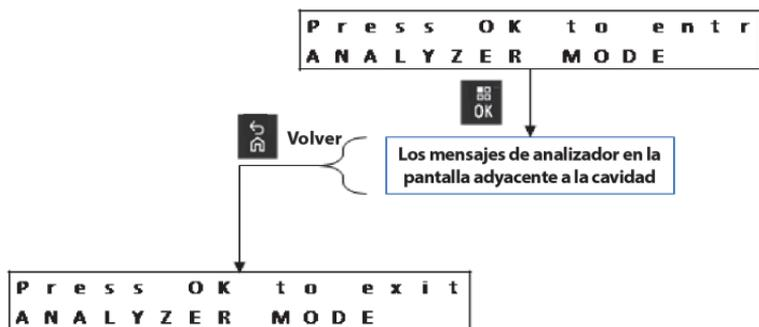 Press OK to entr
ANALYZER MODE
OK
Volver
Los mensajes de analizador en la
pantalla adyacente a la cavidad
Press OK to exit
ANALYZER MODE